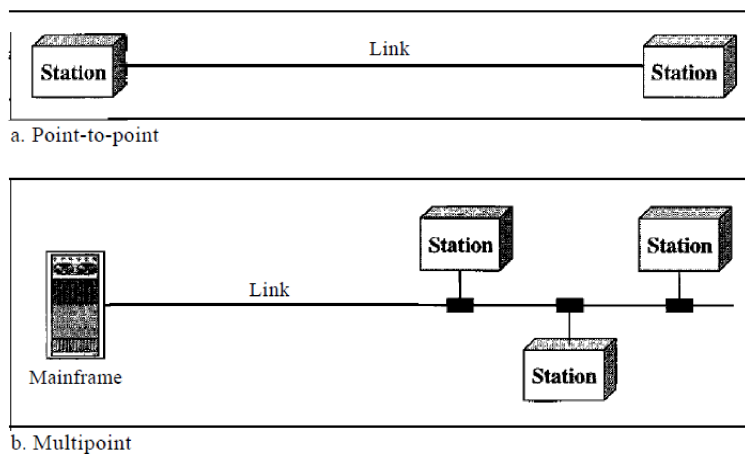 Link
Station
Station
a. Point-to-point
Station
Station
Link
Mainframe
Station
b. Multipoint